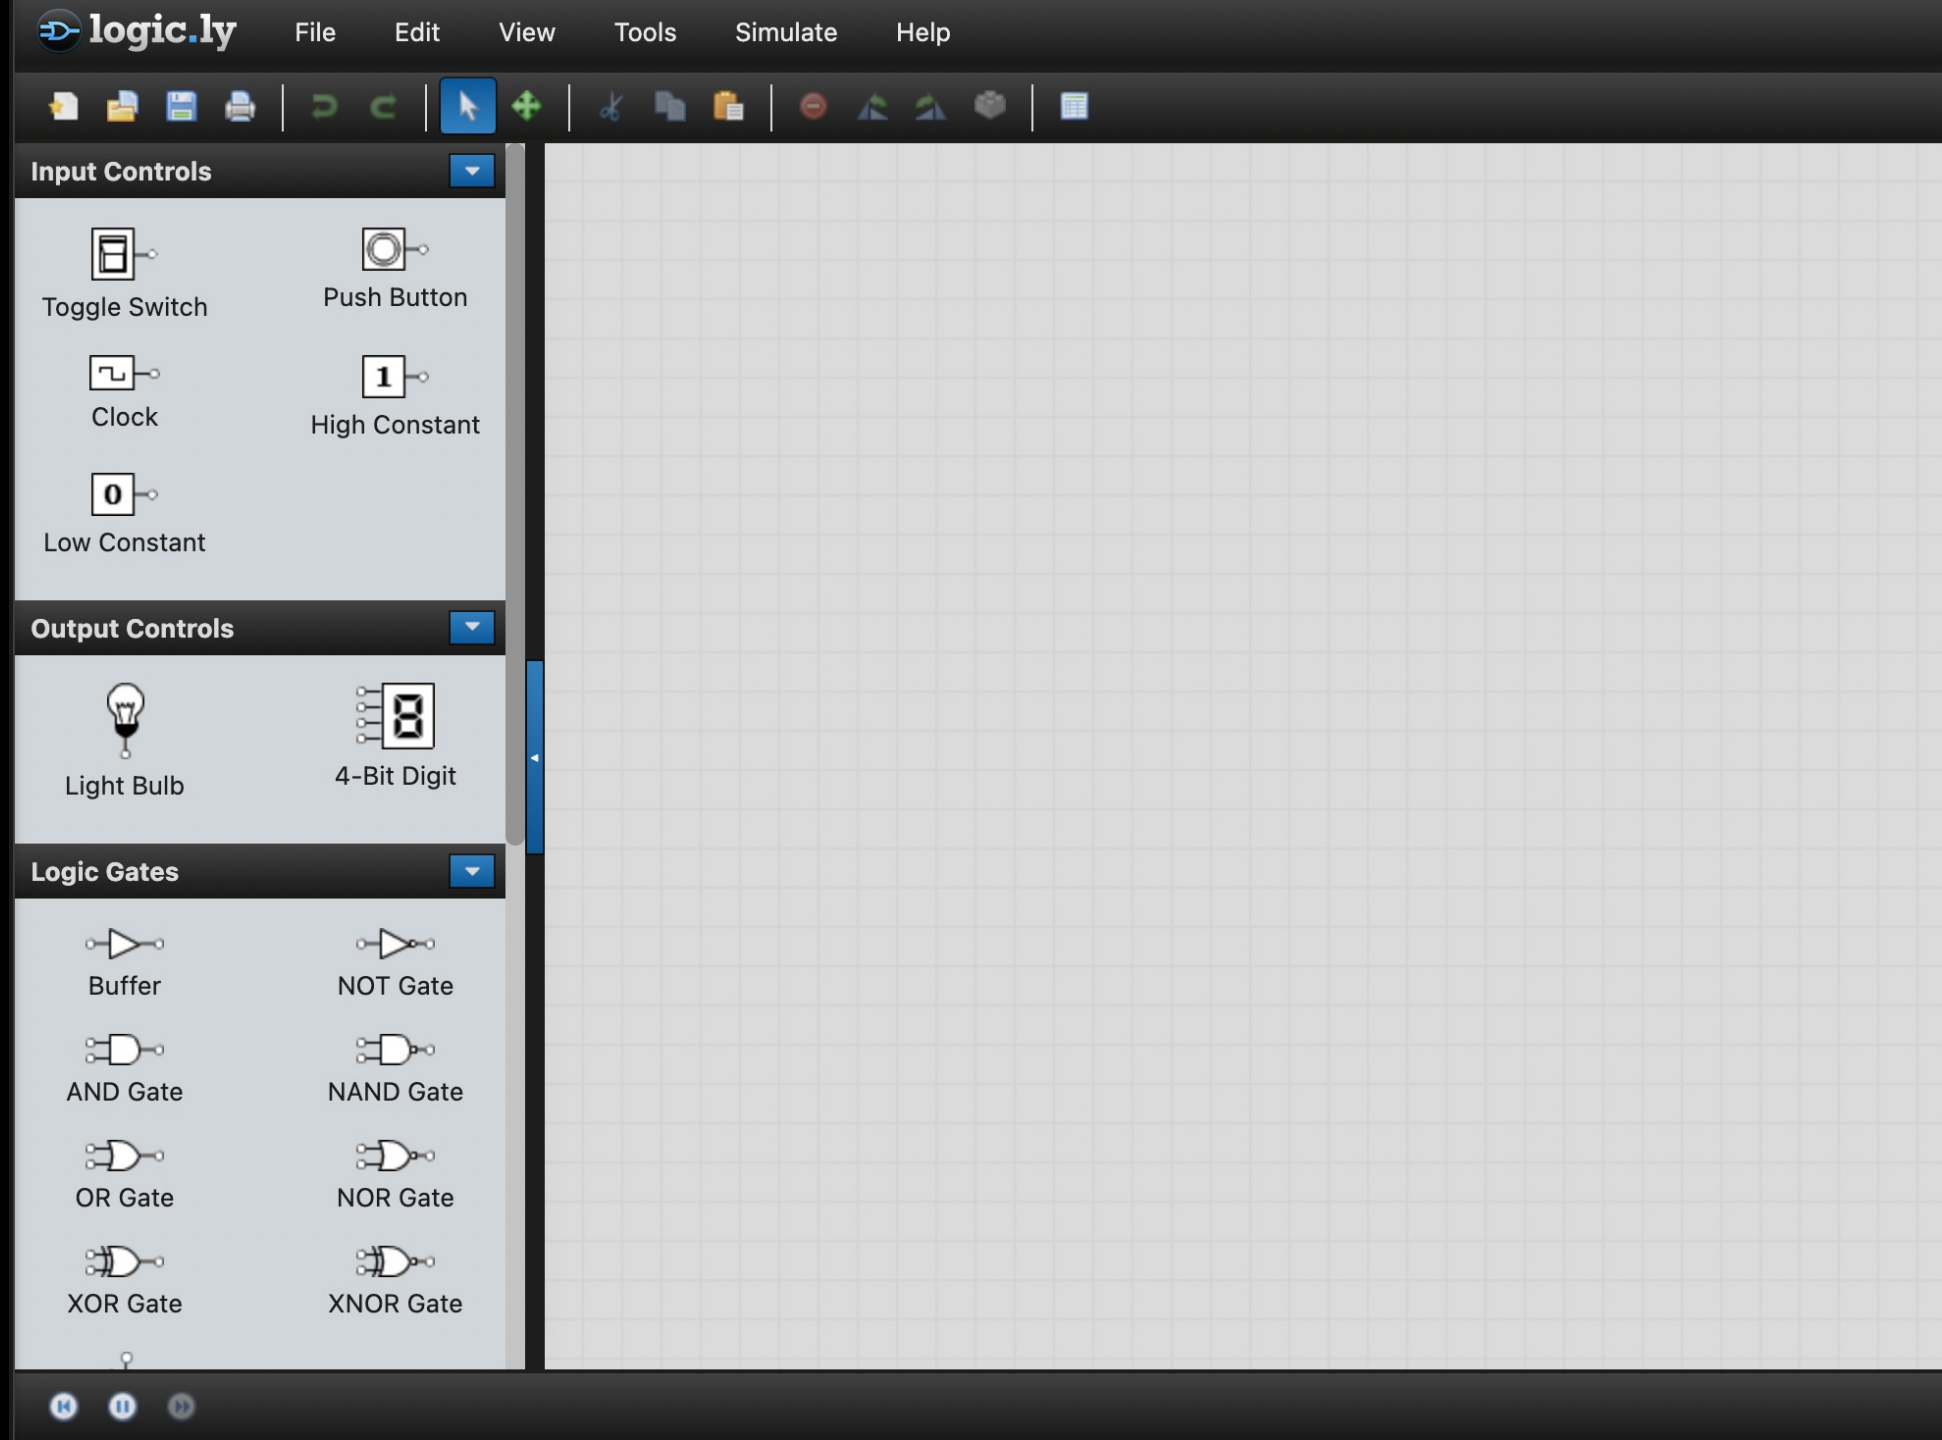 logic.ly File Edit View Tools Simulate Help
Input Controls
Toggle Switch Push Button
Clock High Constant
1
0
Low Constant
Output Controls
8
Light Bulb 4-Bit Digit
Logic Gates
Buffer NOT Gate
AND Gate NAND Gate
OR Gate NOR Gate
XOR Gate XNOR Gate